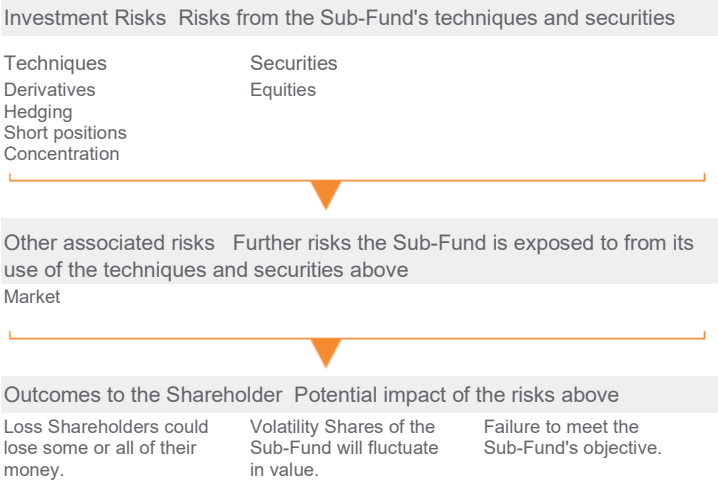 Investment Risks Risks from the Sub-Fund's techniques and securities
Techniques
Derivatives
Hedging
Short positions
Concentration
Securities
Equities
Other associated risks Further risks the Sub-Fund is exposed to from its
use of the techniques and securities above
Market
Outcomes to the Shareholder Potential impact of the risks above
Loss Shareholders could
lose some or all of their
money.
Volatility Shares of the
Sub-Fund will fluctuate
in value.
Failure to meet the
Sub-Fund's objective.